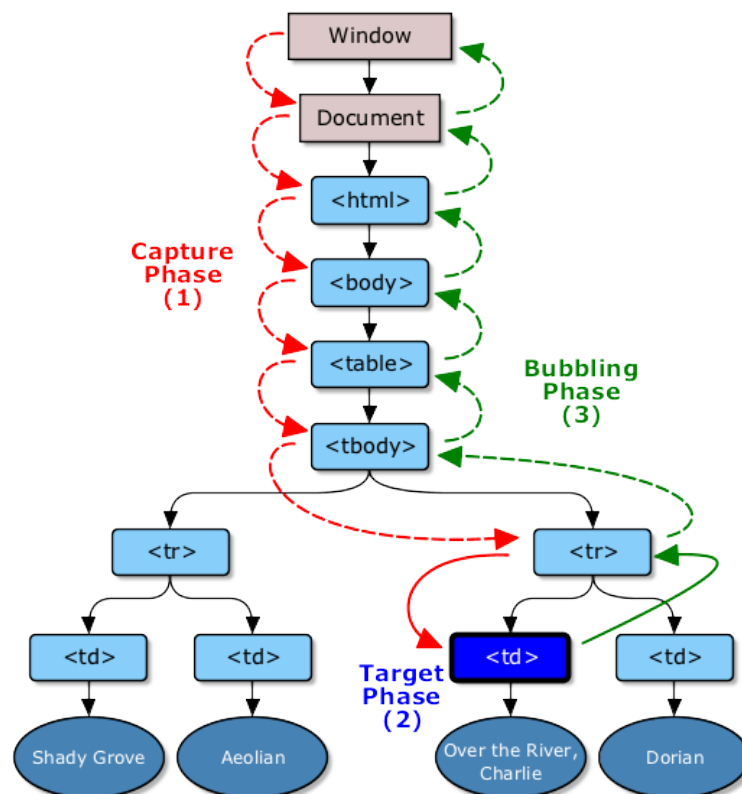 Window
Document
<html>
Capture
Phase
(1)
<body>
<table>
Bubbling
Phase
(3)
<tbody>
<tr>
<tr>
<td>
<td>
<td>
<td>
Target
Phase
(2)
Shady Grove
Aeolian
Over the River,
Charlie
Dorian